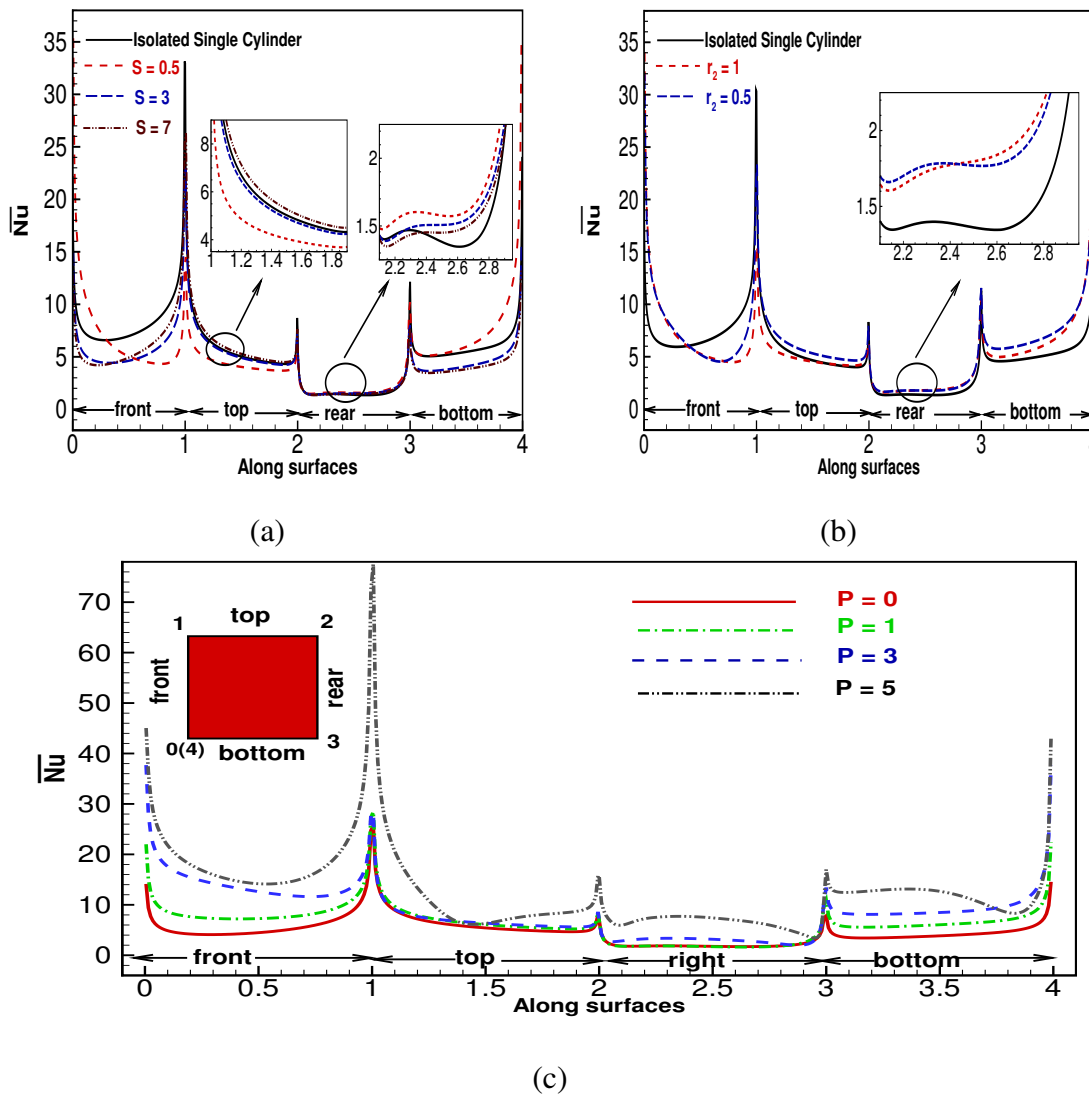 Isolated Single Cylinder
S = 0.5
S = 3
S = 7
35
30
25
20
15
10
5
0
Nu
8
6
4
1 1.2 1.4 1.6 1.8
2
1.5
2.2 2.4 2.6 2.8
front top rear bottom
0 1 2 3 4
Along surfaces
(a)
Isolated Single Cylinder
r2 = 1
r2 = 0.5
35
30
25
20
15
10
5
0
Nu
2
1.5
2.2 2.4 2.6 2.8
front top rear bottom
0 1 2 3 4
Along surfaces
(b)
70
60
50
40
30
20
10
0
Nu
1 top 2
front
rear
0(4) bottom 3
P = 0
P = 1
P = 3
P = 5
front top right bottom
0 0.5 1 1.5 2 2.5 3 3.5 4
Along surfaces
(c)